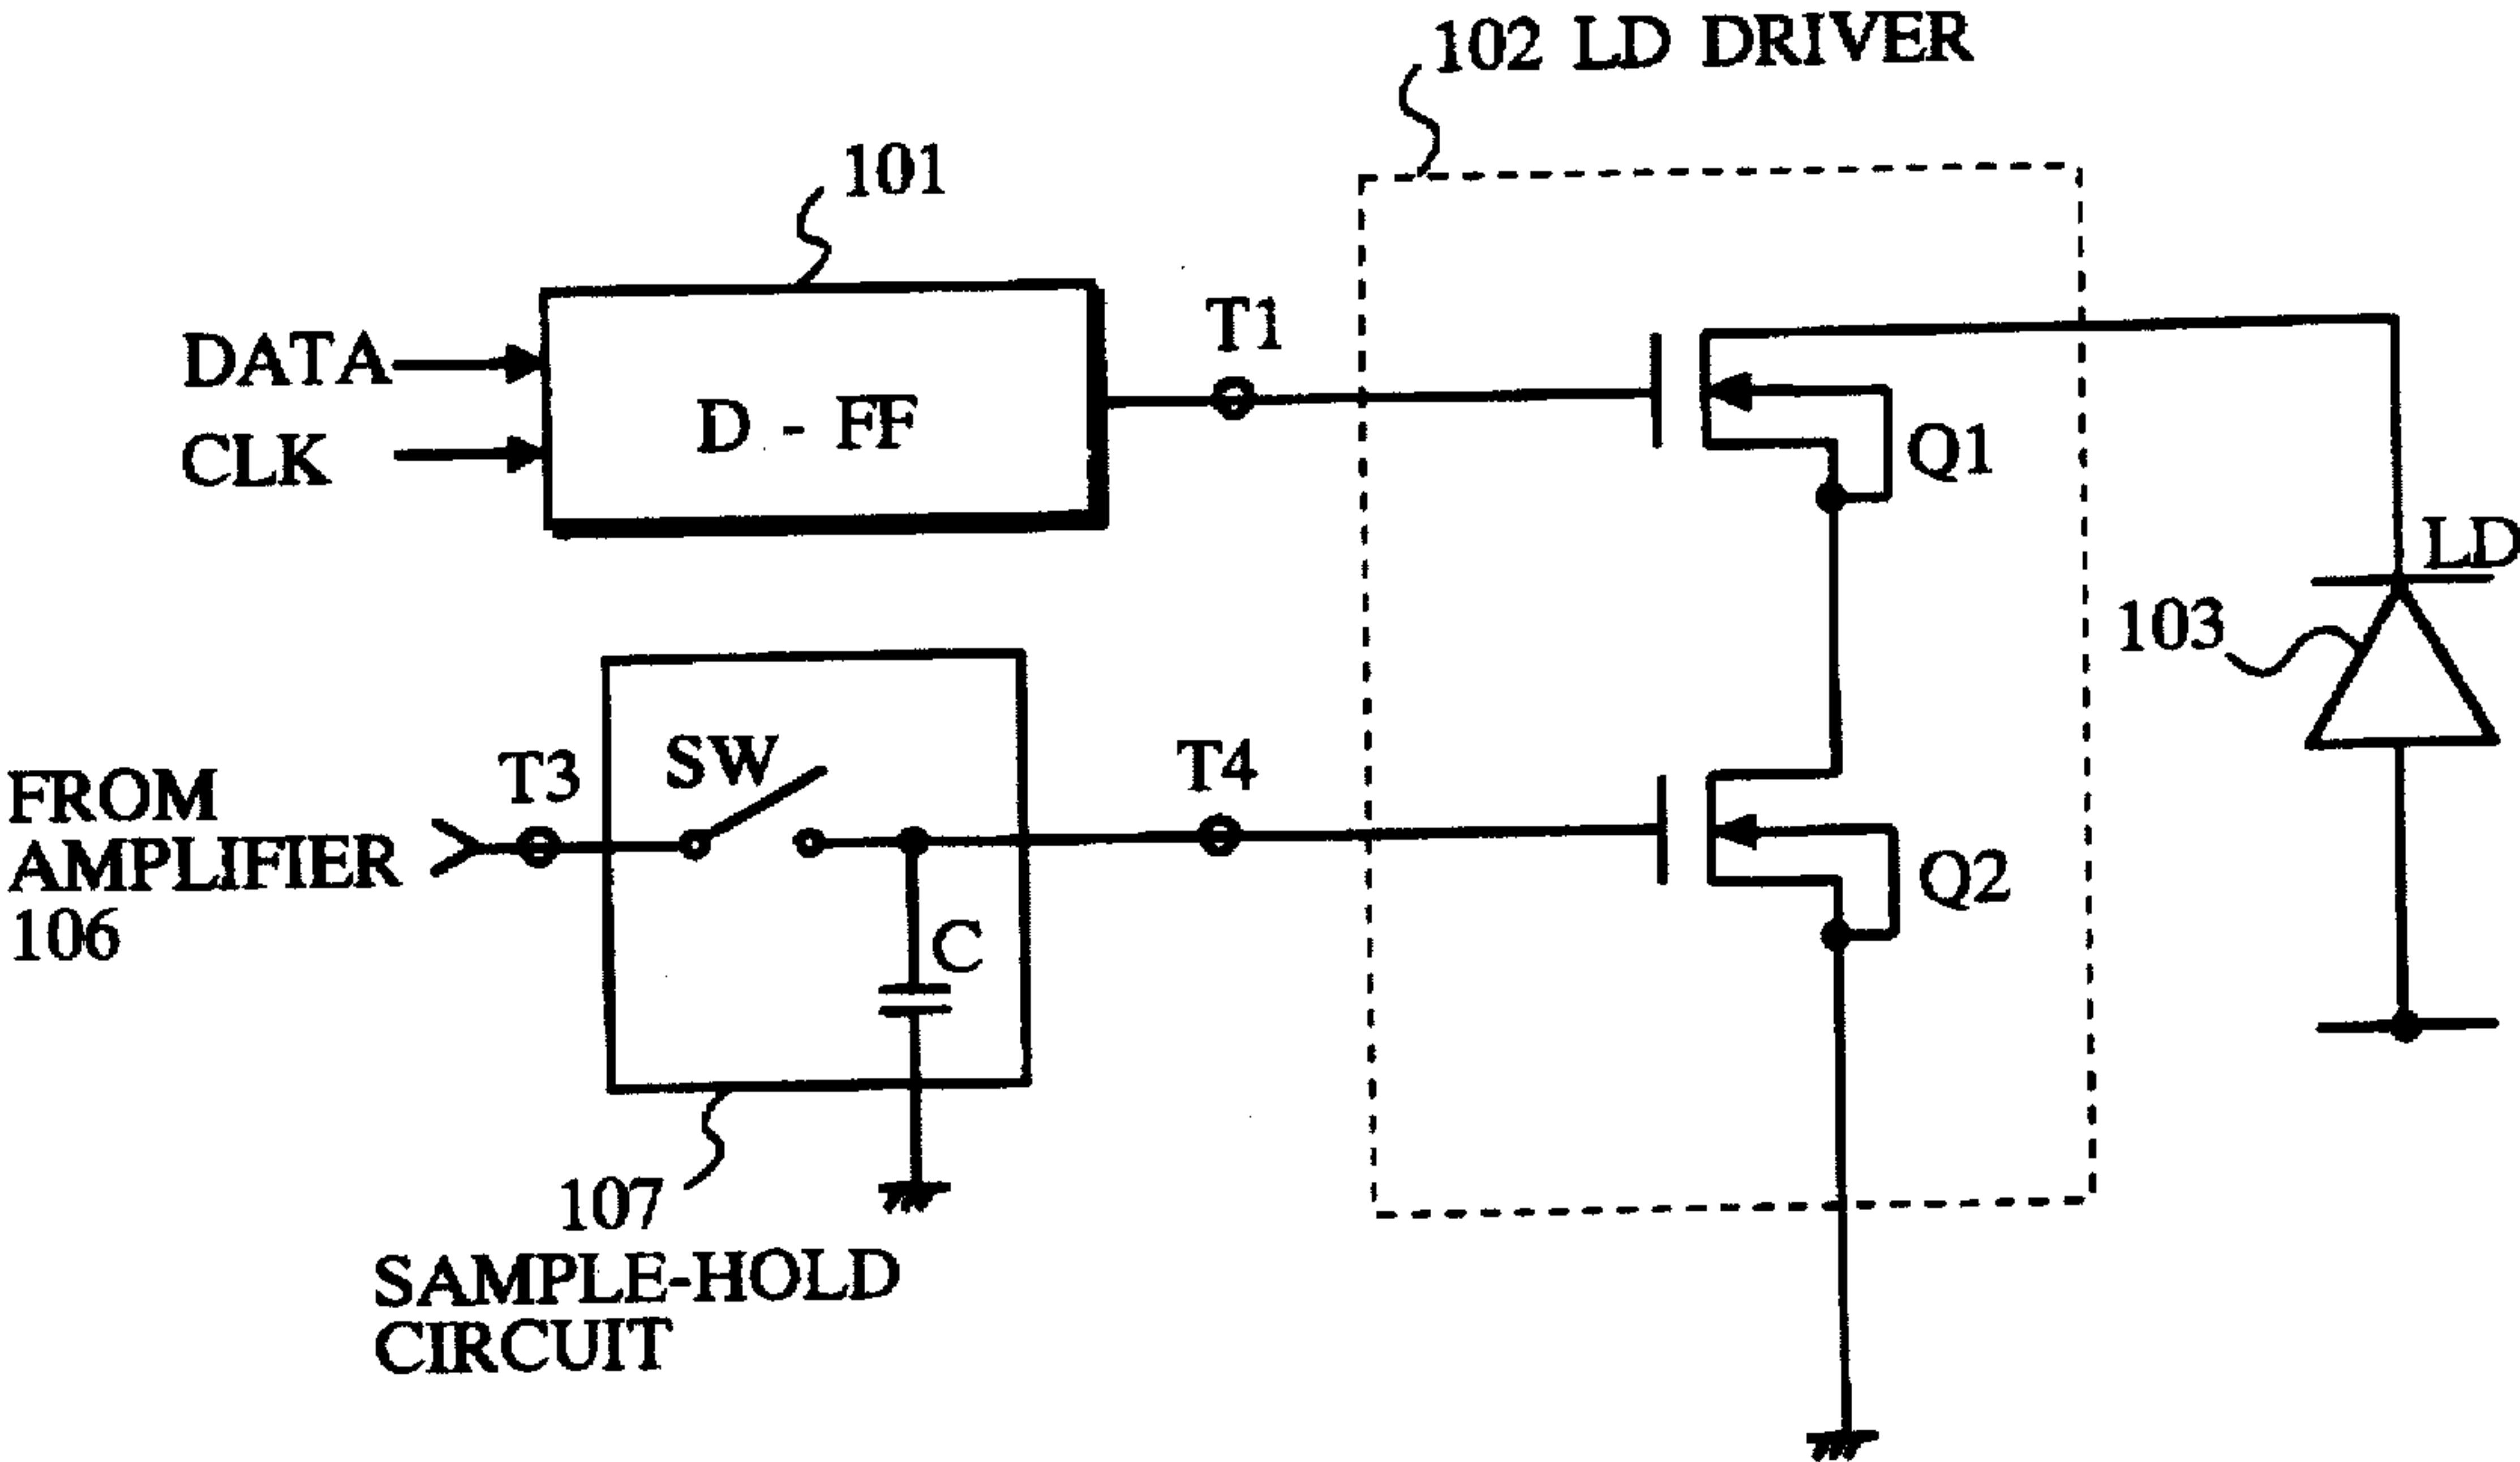 102 LD DRIVER
101
DATA
CLK
D - FF
T1
Q1
LD
103
FROM
AMPLIFIER
106
T3
SW
C
T4
Q2
107
SAMPLE-HOLD
CIRCUIT